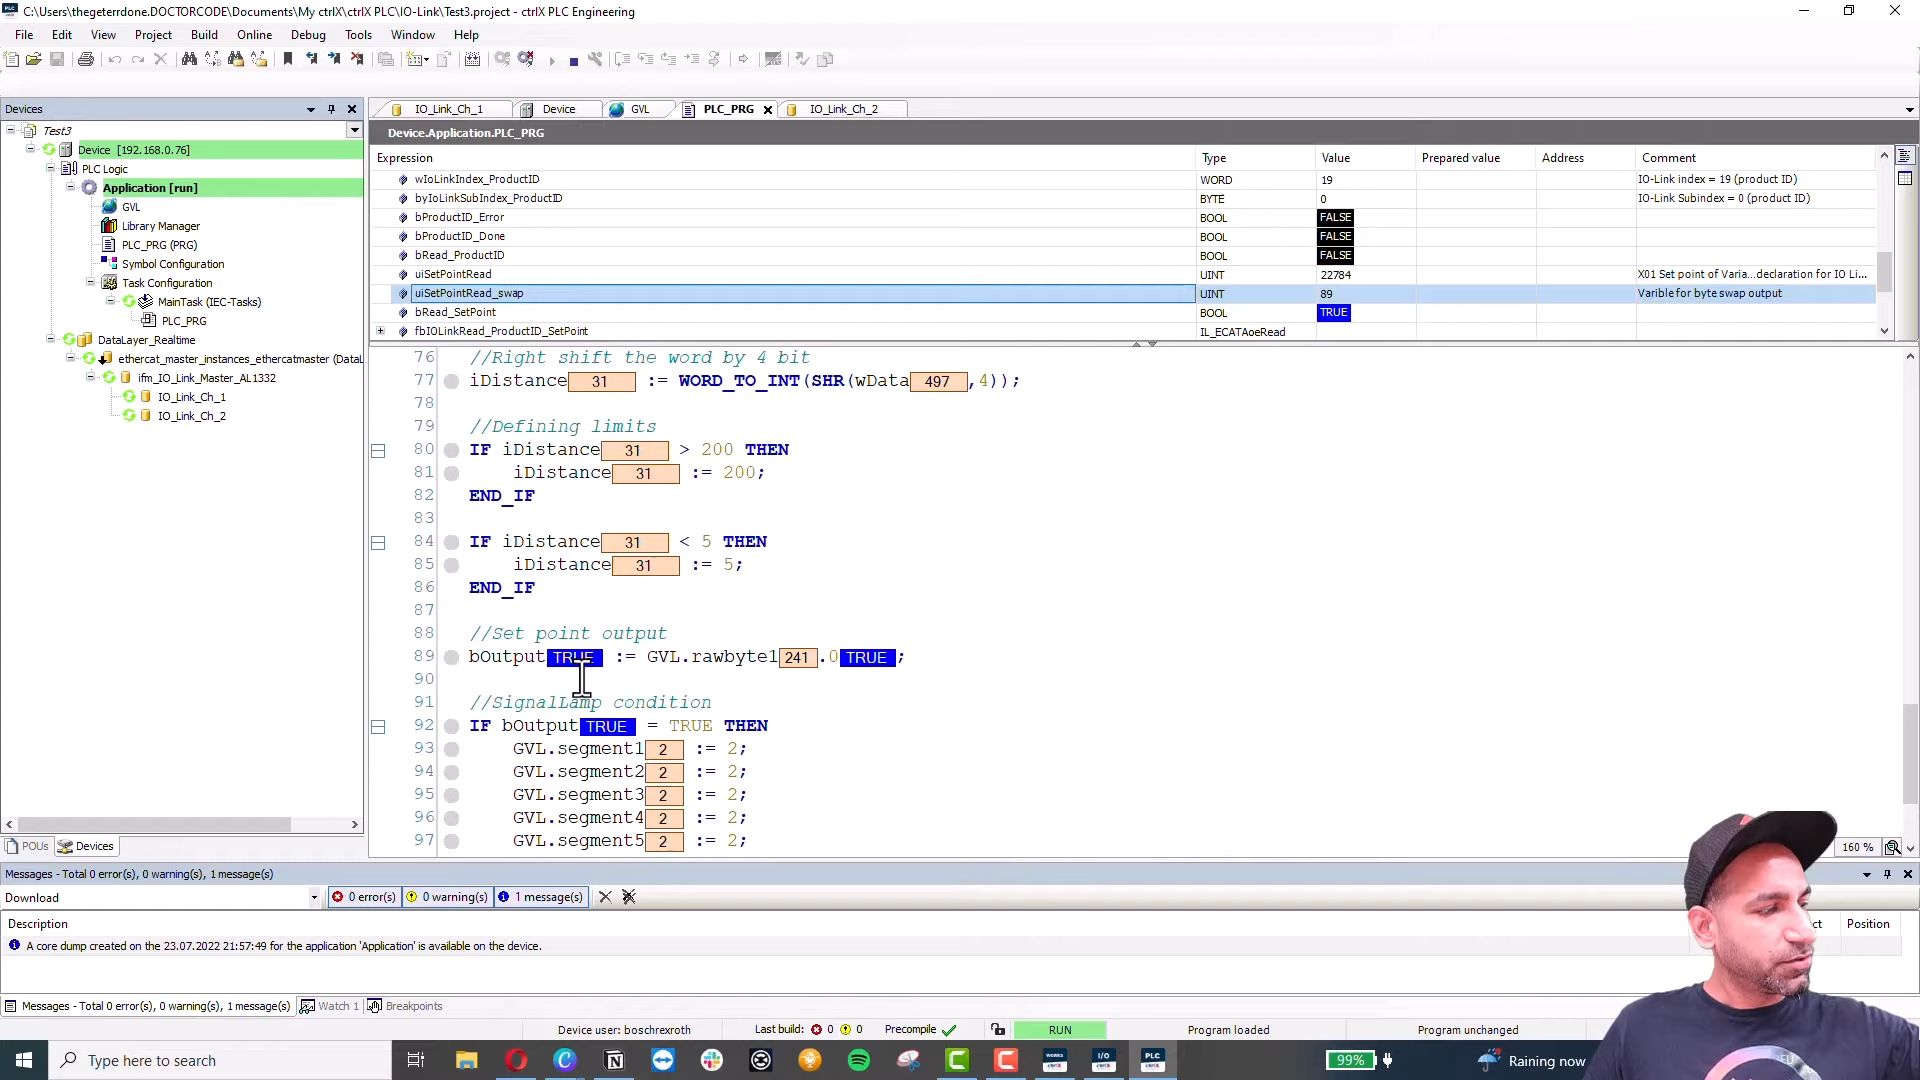 C:\Users\thegeterrdone.DOCTORCODE\Documents\My ctrlX\ctrlX PLC\IO-Link\Test3.project - ctrlX PLC Engineering
File Edit View Project Build Online Debug Tools Window Help
Devices
Test3
Device [192.168.0.76]
PLC Logic
Application [run]
GVL
Library Manager
PLC_PRG (PRG)
Symbol Configuration
Task Configuration
MainTask (IEC-Tasks)
PLC_PRG
DataLayer_Realtime
ethercat_master_instances_ethercatmaster (DataL
ifm_IO_Link_Master_AL1332
IO_Link_Ch_1
IO_Link_Ch_2
POUs Devices
IO_Link_Ch_1 Device GVL PLC_PRG IO_Link_Ch_2
Device.Application.PLC_PRG
Expression Type Value Prepared value Address Comment
wIoLinkIndex_ProductID WORD 19 IO-Link index = 19 (product ID)
byIoLinkSubIndex_ProductID BYTE 0 IO-Link Subindex = 0 (product ID)
bProductID_Error BOOL FALSE
bProductID_Done BOOL FALSE
bRead_ProductID BOOL FALSE
uiSetPointRead UINT 22784 X01 Set point of Varia...declaration for IO Li...
uiSetPointRead_swap UINT 89 Varible for byte swap output
bRead_SetPoint BOOL TRUE
fbIOLinkRead_ProductID_SetPoint IL_ECATAoeRead
76 //Right shift the word by 4 bit
77 iDistance 31 := WORD_TO_INT(SHR(wData 497 ,4));
78
79 //Defining limits
80 IF iDistance 31 > 200 THEN
81 iDistance 31 := 200;
82 END_IF
83
84 IF iDistance 31 < 5 THEN
85 iDistance 31 := 5;
86 END_IF
87
88 //Set point output
89 bOutput TRUE := GVL.rawbyte1 241 .0 TRUE ;
90
91 //SignalLamp condition
92 IF bOutput TRUE = TRUE THEN
93 GVL.segment1 2 := 2;
94 GVL.segment2 2 := 2;
95 GVL.segment3 2 := 2;
96 GVL.segment4 2 := 2;
97 GVL.segment5 2 := 2;
160 %
Messages - Total 0 error(s), 0 warning(s), 1 message(s)
Download 0 error(s) 0 warning(s) 1 message(s)
Description Position
A core dump created on the 23.07.2022 21:57:49 for the application 'Application' is available on the device.
Messages - Total 0 error(s), 0 warning(s), 1 message(s) Watch 1 Breakpoints
Device user: boschrexroth Last build: 0 0 Precompile RUN Program loaded Program unchanged
Type here to search 99% Raining now